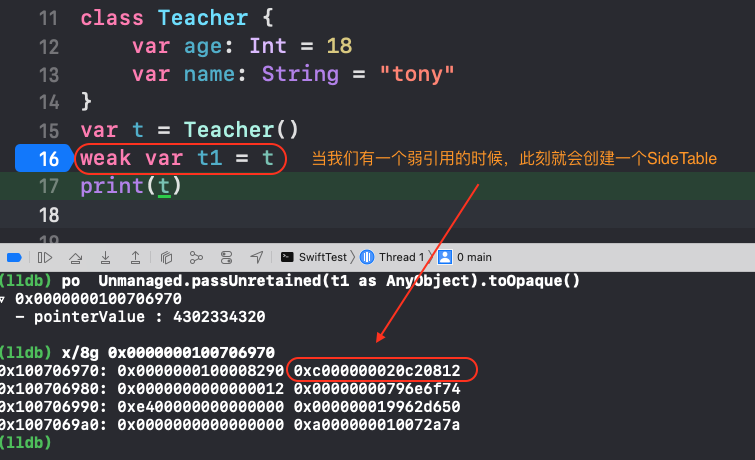 11 class Teacher {
12 var age: Int = 18
13 var name: String = "tony"
14 }
15 var t = Teacher()
16 weak var t1 = t 当我们有一个弱引用的时候，此刻就会创建一个SideTable
17 print(t)
18
SwiftTest Thread 1 0 main
(lldb) po Unmanaged.passUnretained(t1 as AnyObject).toOpaque()
▿ 0x0000000100706970
- pointerValue : 4302334320
(lldb) x/8g 0x0000000100706970
0x100706970: 0x0000000100008290 0xc000000020c20812
0x100706980: 0x0000000000000012 0x00000000796e6f74
0x100706990: 0xe400000000000000 0x000000019962d650
0x1007069a0: 0x0000000000000000 0xa000000010072a7a
(lldb)